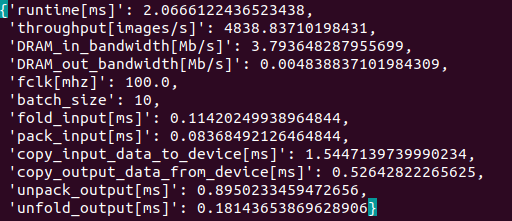 {'runtime[ms]': 2.0666122436523438,
'throughput[images/s]': 4838.83710198431,
'DRAM_in_bandwidth[Mb/s]': 3.793648287955699,
'DRAM_out_bandwidth[Mb/s]': 0.004838837101984309,
'fclk[mhz]': 100.0,
'batch_size': 10,
'fold_input[ms]': 0.11420249938964844,
'pack_input[ms]': 0.08368492126464844,
'copy_input_data_to_device[ms]': 1.5447139739990234,
'copy_output_data_from_device[ms]': 0.52642822265625,
'unpack_output[ms]': 0.8950233459472656,
'unfold_output[ms]': 0.18143653869628906}